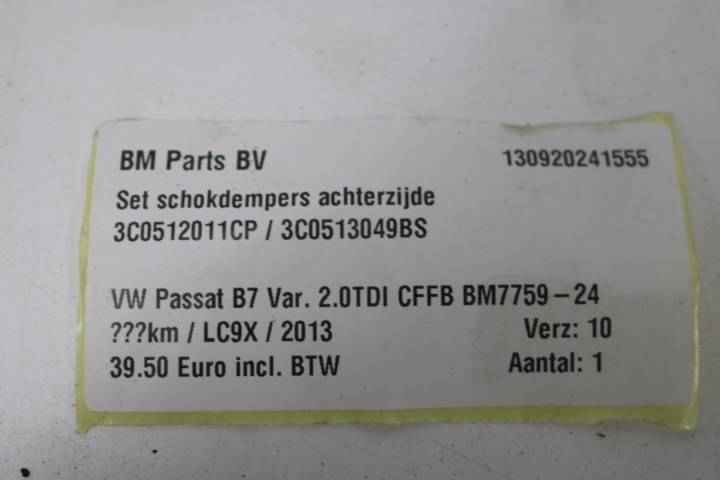 BM Parts BV 130920241555
Set schokdempers achterzijde
3C0512011CP / 3C0513049BS
VW Passat B7 Var. 2.0TDI CFFB BM7759-24
???km / LC9X / 2013 Verz: 10
39.50 Euro incl. BTW Aantal: 1